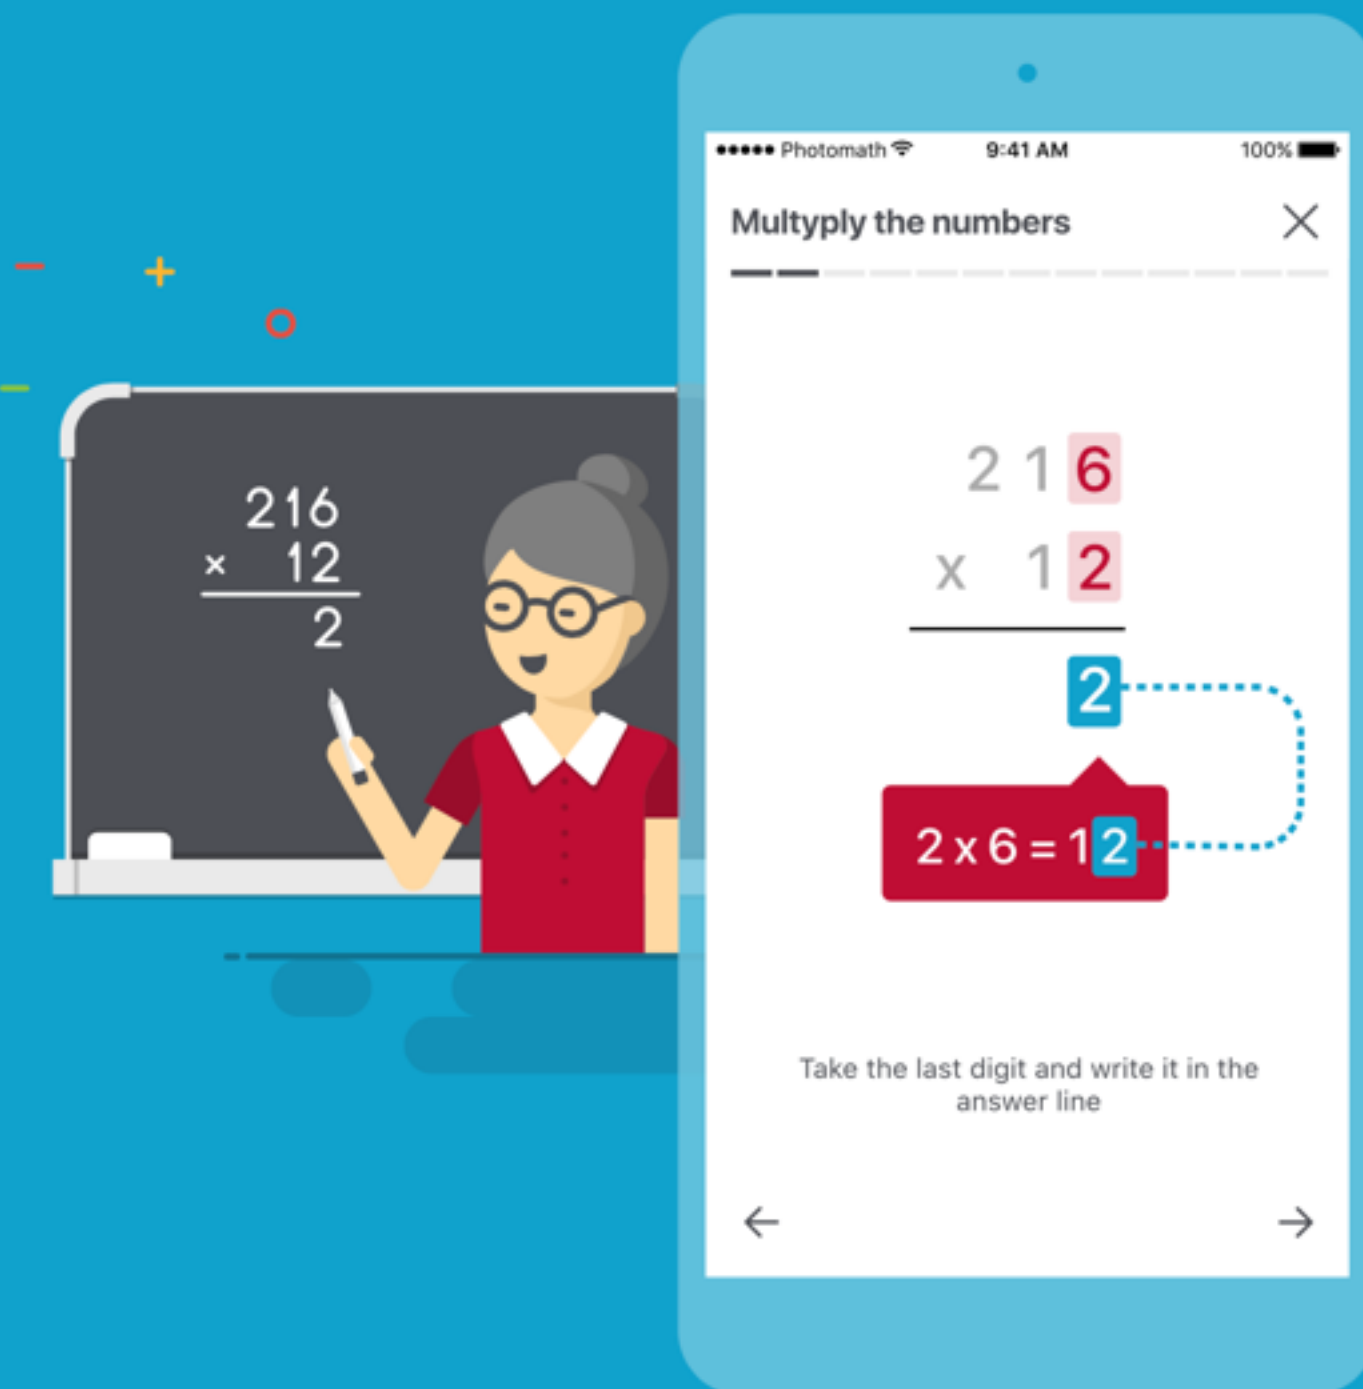 216
× 12
2
Photomath 9:41 AM 100%
Multyply the numbers
2 1 6
x 1 2
2
2 x 6 = 12
Take the last digit and write it in the
answer line